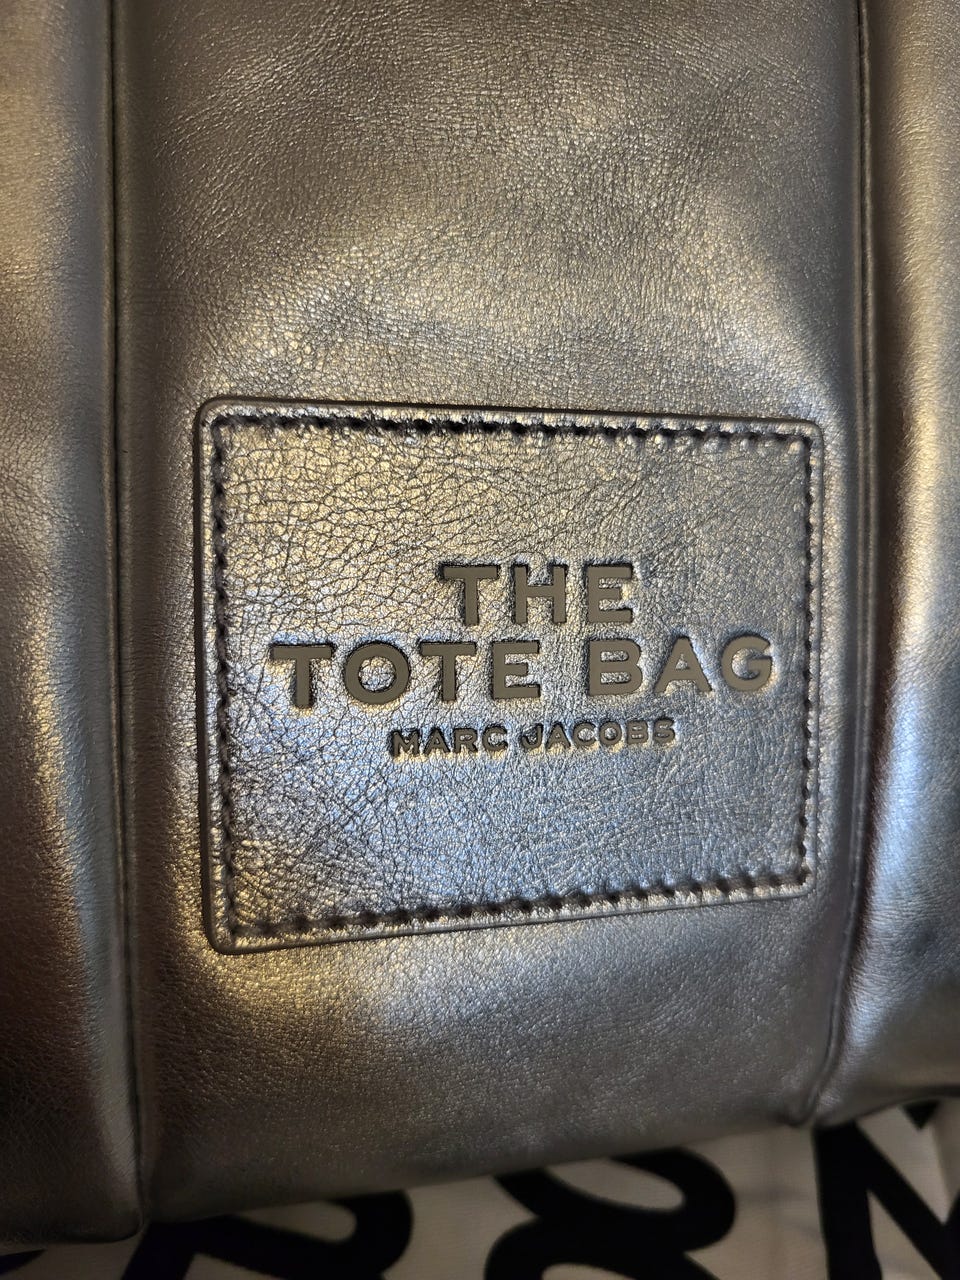 THE
TOTE BAG
MARC JACOBS